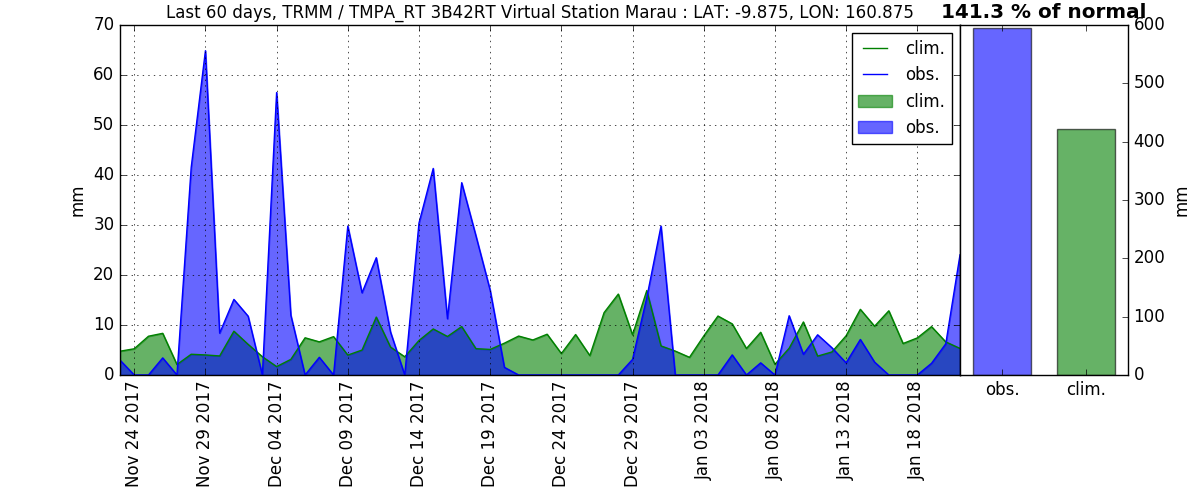 Last 60 days, TRMM / TMPA_RT 3B42RT Virtual Station Marau : LAT: -9.875, LON: 160.875
141.3 % of normal
70
60
50
40
30
20
10
0
mm
clim.
obs.
clim.
obs.
600
500
400
300
200
100
0
mm
obs.
clim.
Nov 24 2017
Nov 29 2017
Dec 04 2017
Dec 09 2017
Dec 14 2017
Dec 19 2017
Dec 24 2017
Dec 29 2017
Jan 03 2018
Jan 08 2018
Jan 13 2018
Jan 18 2018